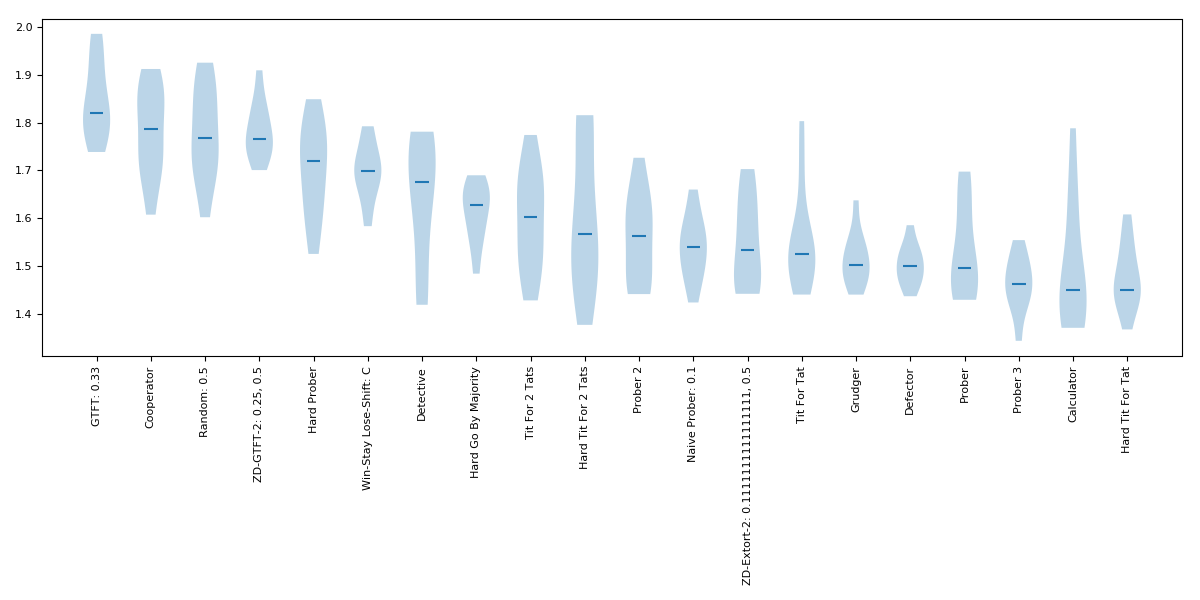 2.0
1.9
1.8
1.7
1.6
1.5
1.4
GTFT: 0.33
Cooperator
Random: 0.5
ZD-GTFT-2: 0.25, 0.5
Hard Prober
Win-Stay Lose-Shift: C
Detective
Hard Go By Majority
Tit For 2 Tats
Hard Tit For 2 Tats
Prober 2
Naive Prober: 0.1
ZD-Extort-2: 0.1111111111111111, 0.5
Tit For Tat
Grudger
Defector
Prober
Prober 3
Calculator
Hard Tit For Tat